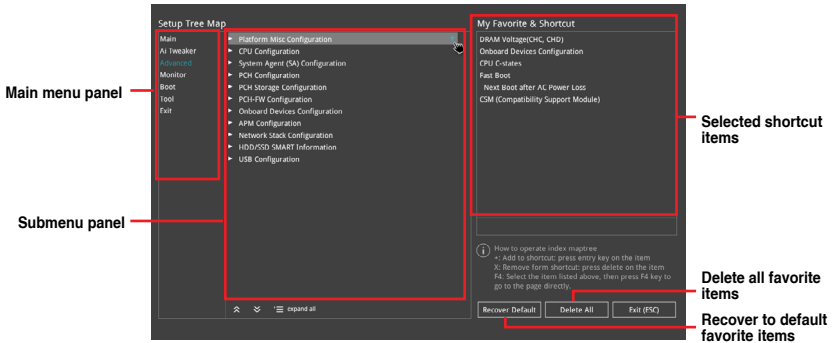 Setup Tree Map
Main
Ai Tweaker
Advanced
Monitor
Boot
Tool
Exit
Platform Misc Configuration
CPU Configuration
System Agent (SA) Configuration
PCH Configuration
PCH Storage Configuration
PCH-FW Configuration
Onboard Devices Configuration
APM Configuration
Network Stack Configuration
HDD/SSD SMART Information
USB Configuration
expand all
My Favorite & Shortcut
DRAM Voltage(CHC, CHD)
Onboard Devices Configuration
CPU C-states
Fast Boot
Next Boot after AC Power Loss
CSM (Compatibility Support Module)
How to operate index maptree
+: Add to shortcut: press entry key on the item
X: Remove form shortcut: press delete on the item
F4: Select the item listed above, then press F4 key to
go to the page directly.
Recover Default
Delete All
Exit (ESC)
Main menu panel
Submenu panel
Selected shortcut
items
Delete all favorite
items
Recover to default
favorite items